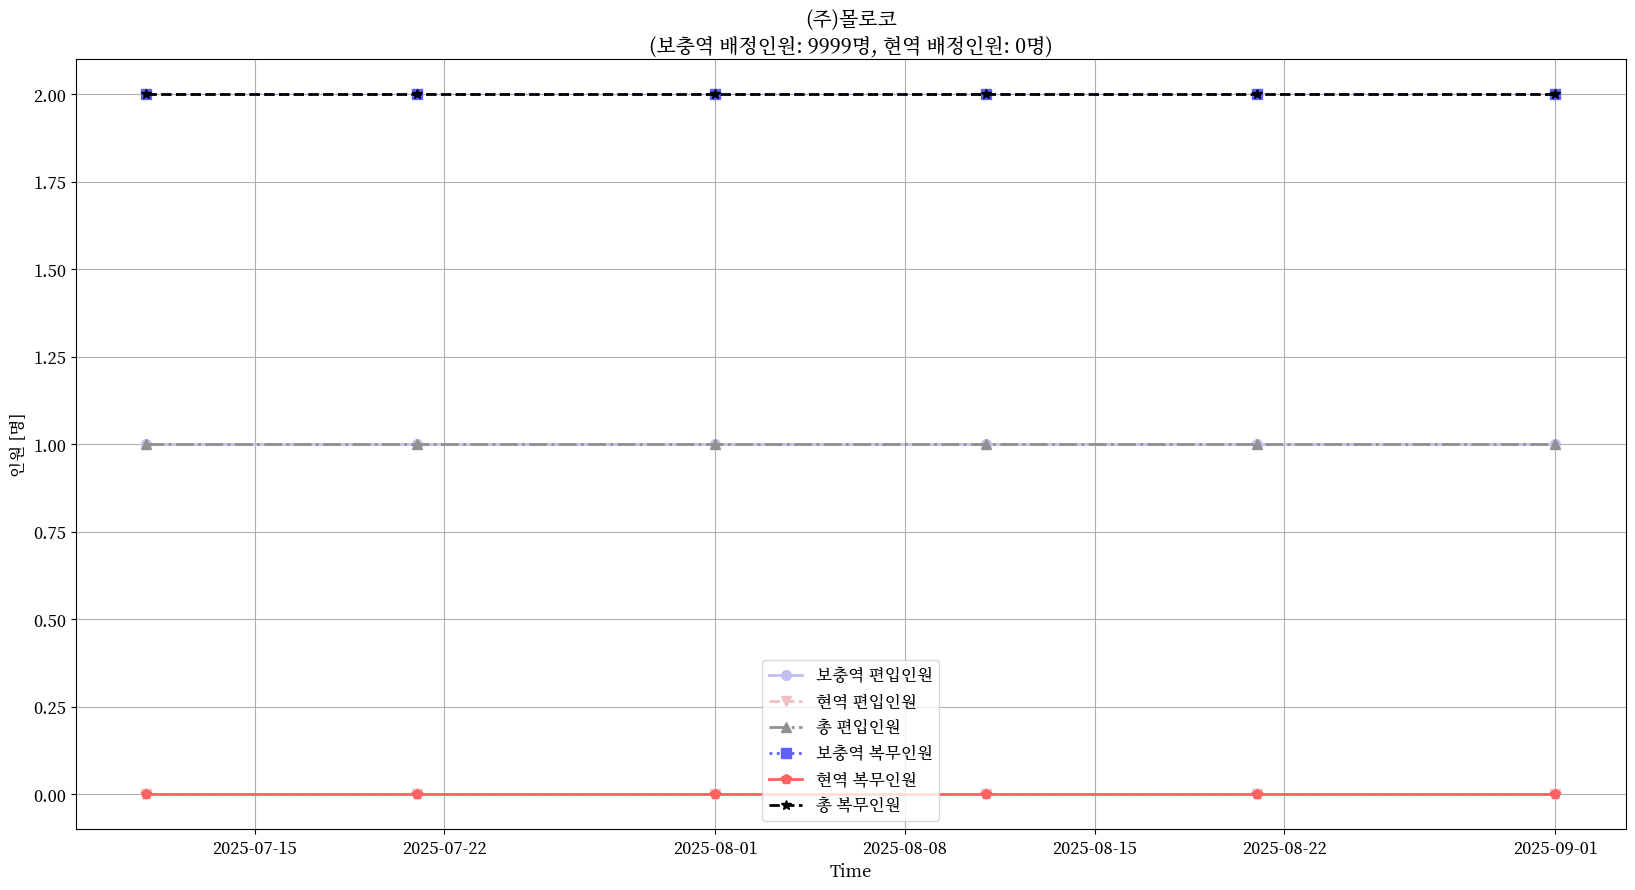 (주)몰로코
(보충역 배정인원: 9999명, 현역 배정인원: 0명)
인원 [명]
2.00
1.75
1.50
1.25
1.00
0.75
0.50
0.25
0.00
보충역 편입인원
현역 편입인원
총 편입인원
보충역 복무인원
현역 복무인원
총 복무인원
2025-07-15
2025-07-22
2025-08-01
2025-08-08
2025-08-15
2025-08-22
2025-09-01
Time